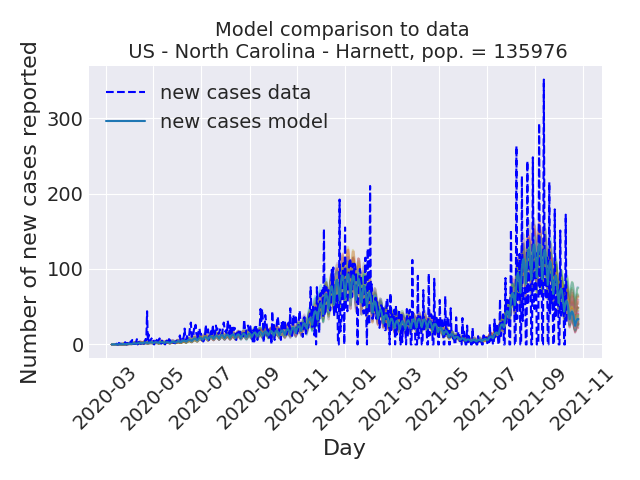 Model comparison to data
US - North Carolina - Harnett, pop. = 135976
Number of new cases reported
new cases data
new cases model
300
200
100
0
2020-03
2020-05
2020-07
2020-09
2020-11
2021-01
2021-03
2021-05
2021-07
2021-09
2021-11
Day